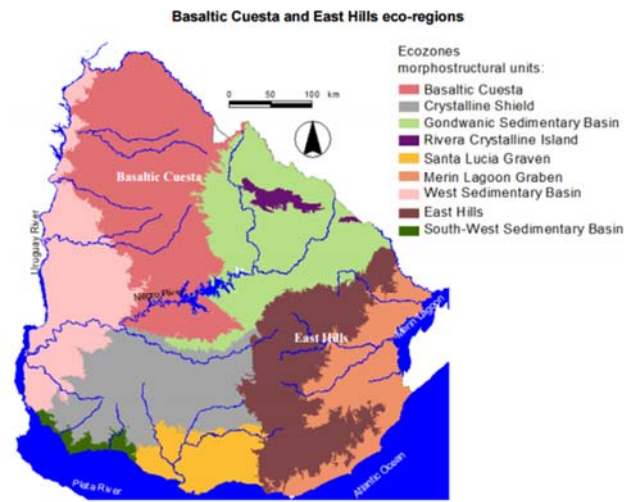 Basaltic Cuesta and East Hills eco-regions
Ecozones
morphostructural units:
Basaltic Cuesta
Crystalline Shield
Gondwanic Sedimentary Basin
Rivera Crystalline Island
Santa Lucia Graven
Merin Lagoon Graben
West Sedimentary Basin
East Hills
South-West Sedimentary Basin
0 50 100
km
Basaltic Cuesta
Uruguay River
Negro River
East Hills
Merin Lagoon
Plata River
Atlantic Ocean